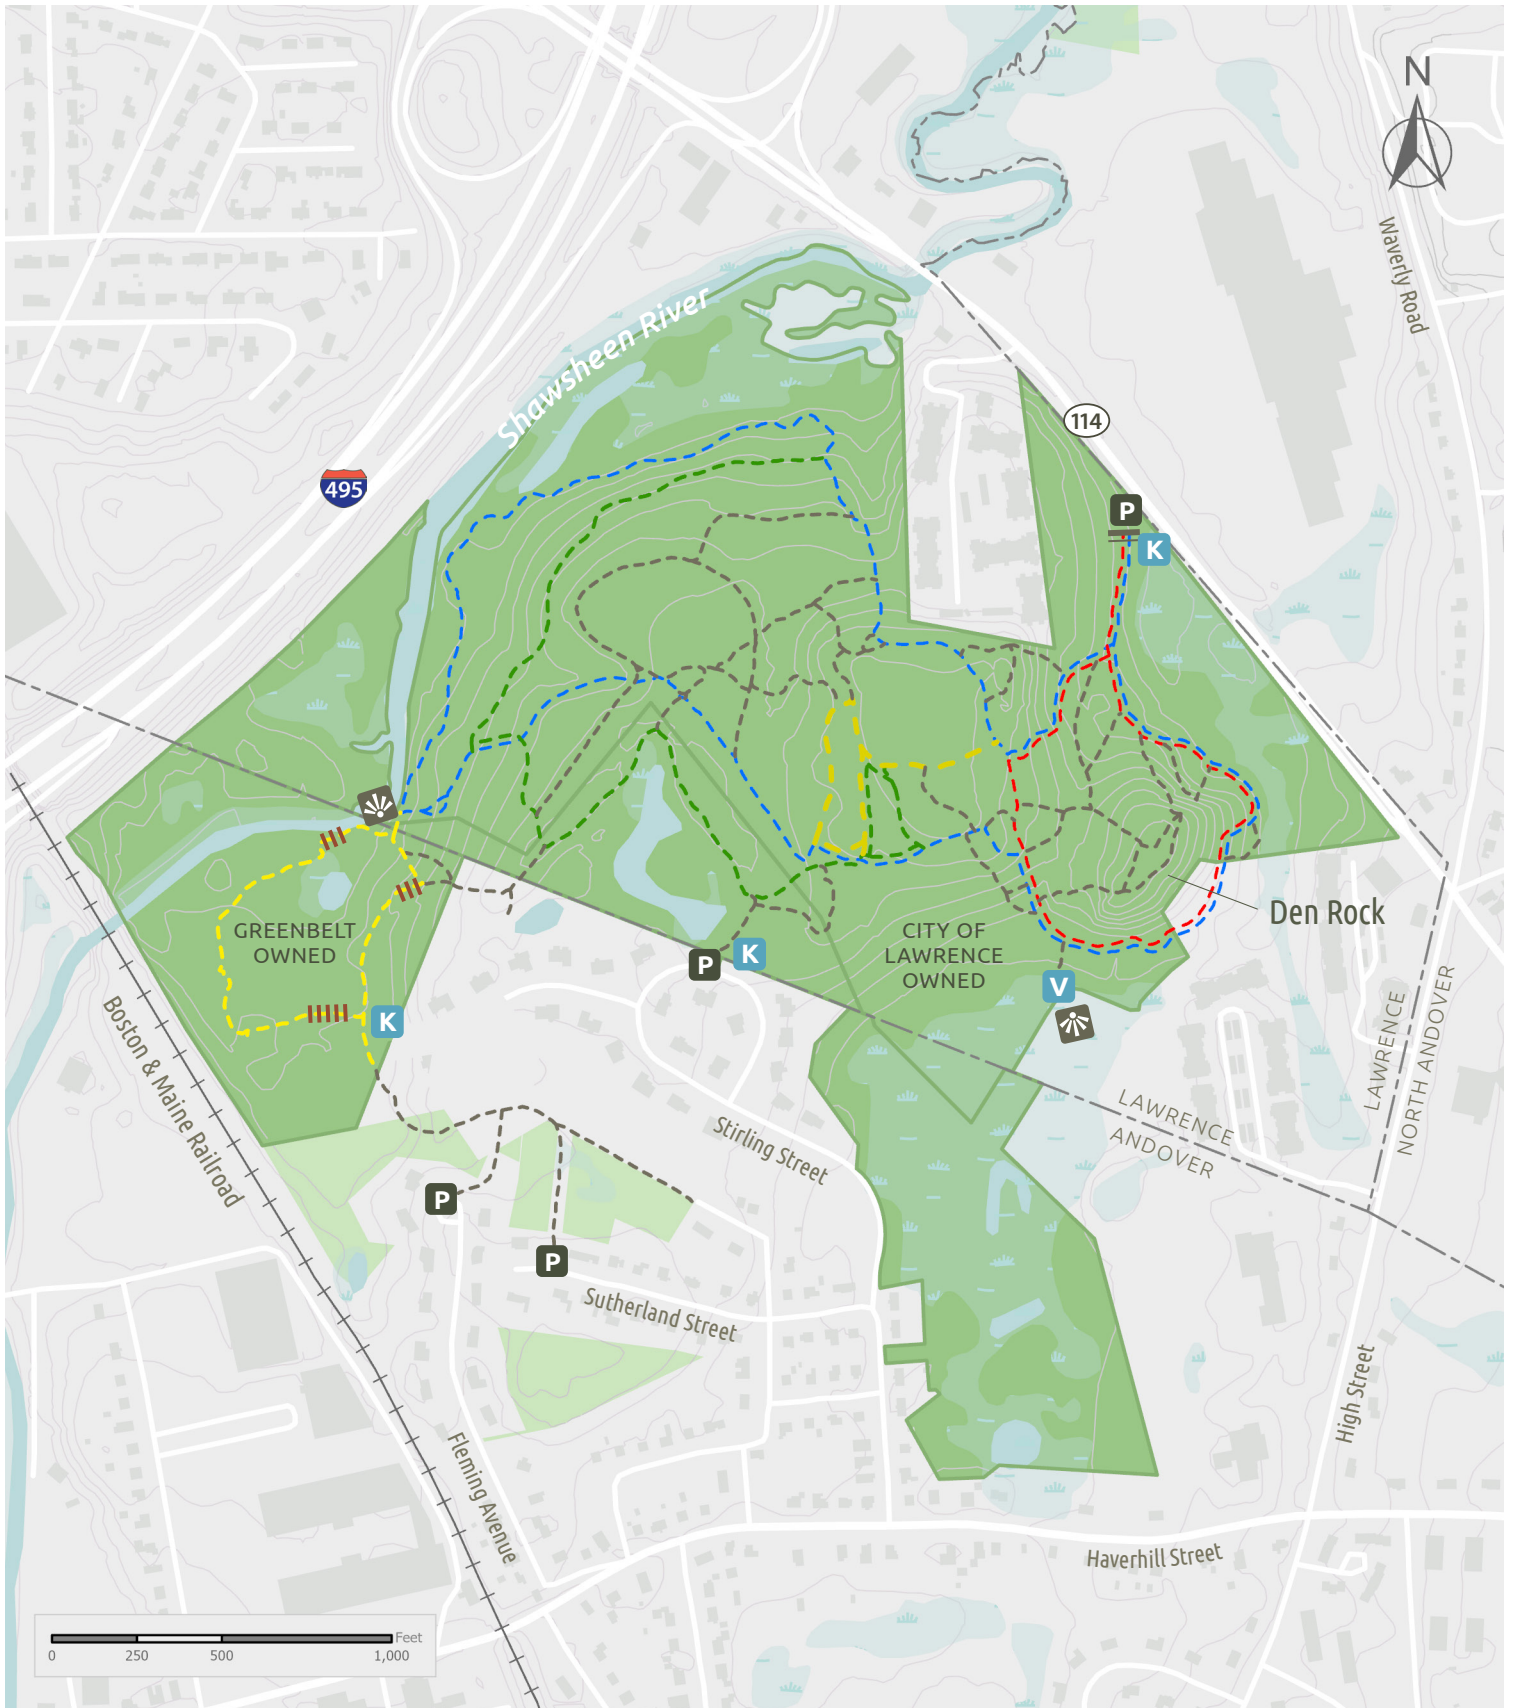 N
Waverly Road
Shawsheen River
114
495
P
K
GREENBELT
OWNED
CITY OF
LAWRENCE
OWNED
Den Rock
P
K
V
K
Boston & Maine Railroad
LAWRENCE
NORTH ANDOVER
LAWRENCE
ANDOVER
Stirling Street
P
P
Sutherland Street
High Street
Fleming Avenue
Haverhill Street
Feet
0 250 500 1,000